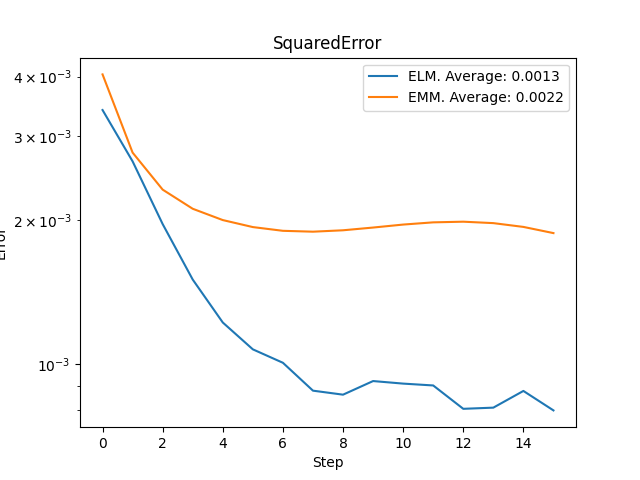 SquaredError
ELM. Average: 0.0013
EMM. Average: 0.0022
4 × 10⁻³
3 × 10⁻³
2 × 10⁻³
10⁻³
Error
0 2 4 6 8 10 12 14
Step